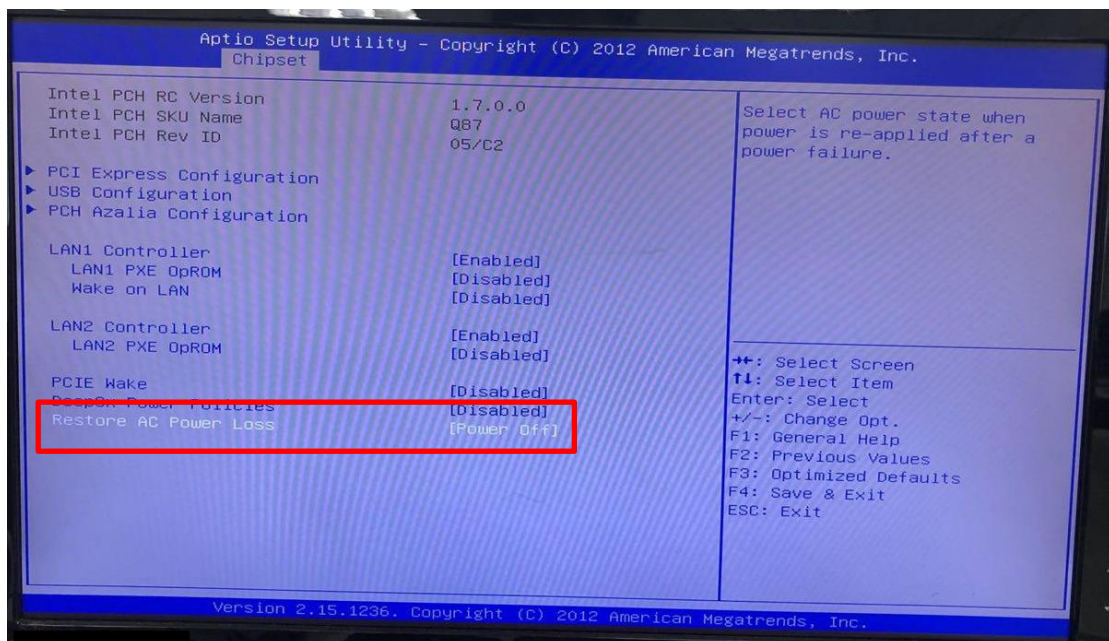 Aptio Setup Utility – Copyright (C) 2012 American Megatrends, Inc.
Chipset
Intel PCH RC Version 1.7.0.0
Intel PCH SKU Name Q87
Intel PCH Rev ID 05/C2
PCI Express Configuration
USB Configuration
PCH Azalia Configuration
LAN1 Controller [Enabled]
LAN1 PXE OpROM [Disabled]
Wake on LAN [Disabled]
LAN2 Controller [Enabled]
LAN2 PXE OpROM [Disabled]
PCIE Wake [Disabled]
Power Policies [Disabled]
Restore AC Power Loss [Power Off]
Select AC power state when
power is re-applied after a
power failure.
→←: Select Screen
↑↓: Select Item
Enter: Select
+/-: Change Opt.
F1: General Help
F2: Previous Values
F3: Optimized Defaults
F4: Save & Exit
ESC: Exit
Version 2.15.1236. Copyright (C) 2012 American Megatrends, Inc.